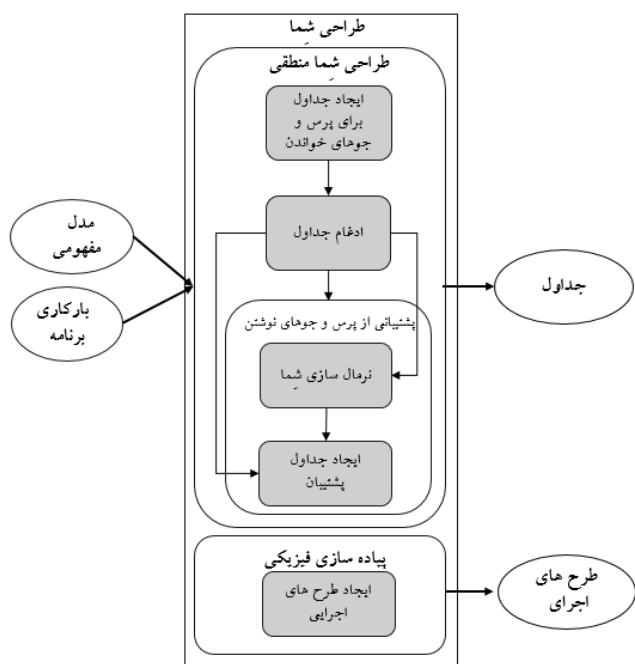 طراحی شِما
طراحی شِما منطقی
ایجاد جداول
برای پرس و
جوهای خواندن
ادغام جداول
پشتیبانی از پرس و جوهای نوشتن
نرمال سازی شِما
ایجاد جداول
پشتیبان
پیاده سازی فیزیکی
ایجاد طرح های
اجرایی
مدل
مفهومی
بارکاری
برنامه
جداول
طرح های
اجرای